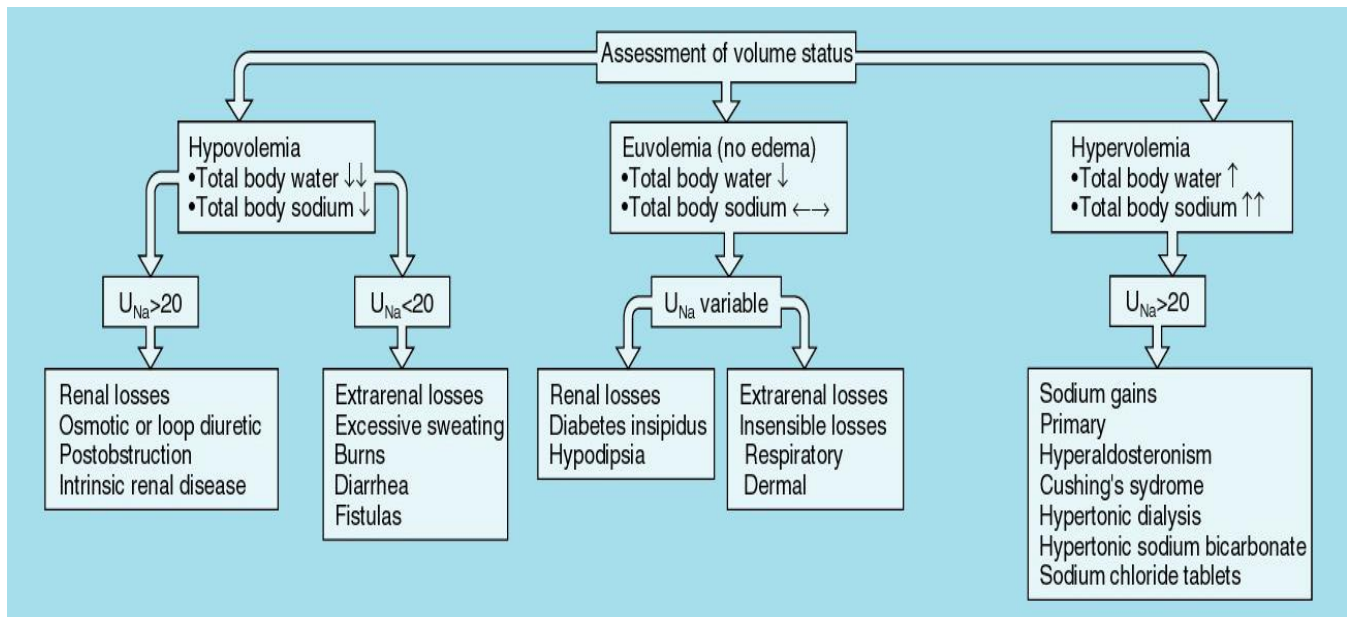 Assessment of volume status
Hypovolemia
•Total body water ↓↓
•Total body sodium ↓
Euvolemia (no edema)
•Total body water ↓
•Total body sodium ←→
Hypervolemia
•Total body water ↑
•Total body sodium ↑↑
UNa>20
UNa<20
UNa variable
UNa>20
Renal losses
Osmotic or loop diuretic
Postobstruction
Intrinsic renal disease
Extrarenal losses
Excessive sweating
Burns
Diarrhea
Fistulas
Renal losses
Diabetes insipidus
Hypodipsia
Extrarenal losses
Insensible losses
Respiratory
Dermal
Sodium gains
Primary
Hyperaldosteronism
Cushing's sydrome
Hypertonic dialysis
Hypertonic sodium bicarbonate
Sodium chloride tablets